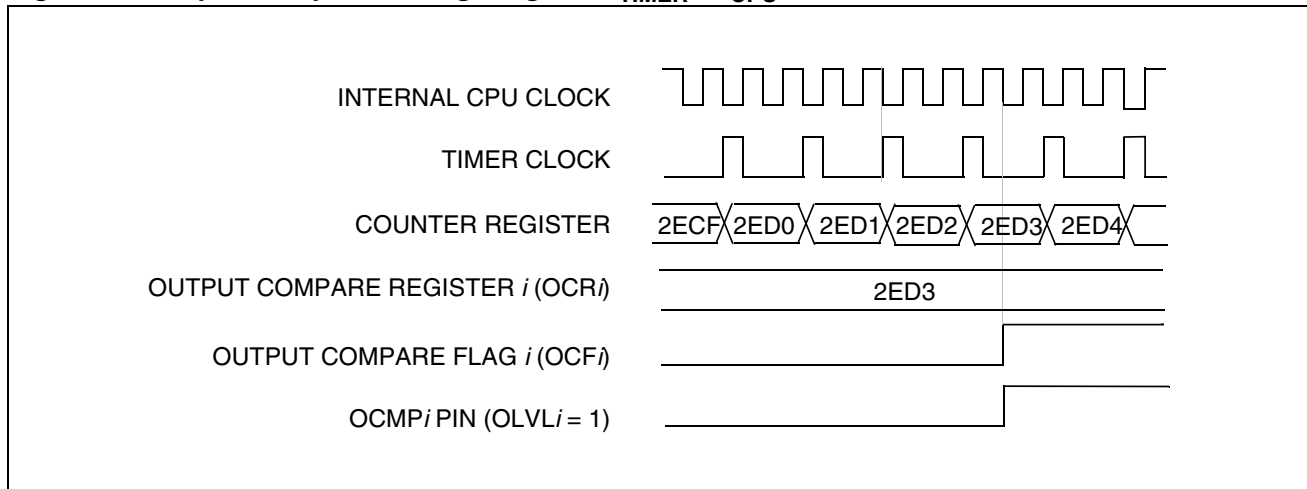 INTERNAL CPU CLOCK
TIMER CLOCK
COUNTER REGISTER 2ECF 2ED0 2ED1 2ED2 2ED3 2ED4
OUTPUT COMPARE REGISTER i (OCRi) 2ED3
OUTPUT COMPARE FLAG i (OCFi)
OCMPi PIN (OLVLi = 1)